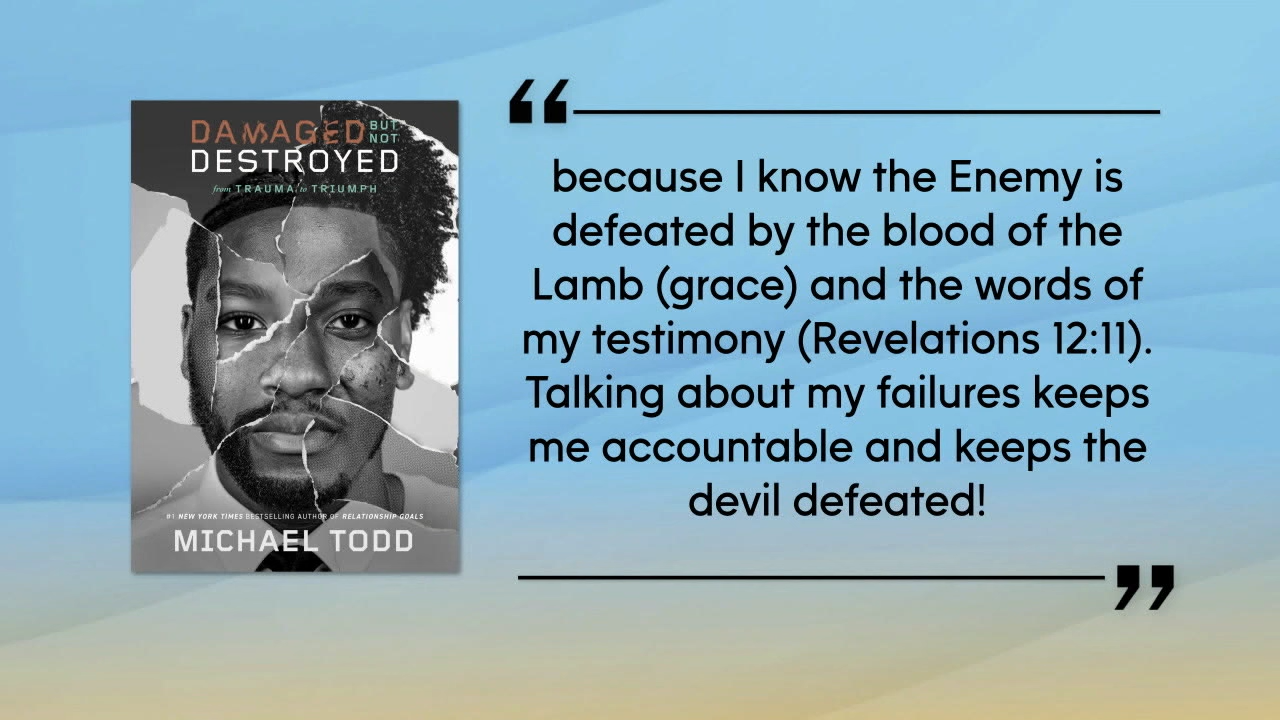 DAMAGED BUT NOT
DESTROYED
from TRAUMA to TRIUMPH
#1 NEW YORK TIMES BESTSELLING AUTHOR OF RELATIONSHIP GOALS
MICHAEL TODD
“
because I know the Enemy is
defeated by the blood of the
Lamb (grace) and the words of
my testimony (Revelations 12:11).
Talking about my failures keeps
me accountable and keeps the
devil defeated!
”